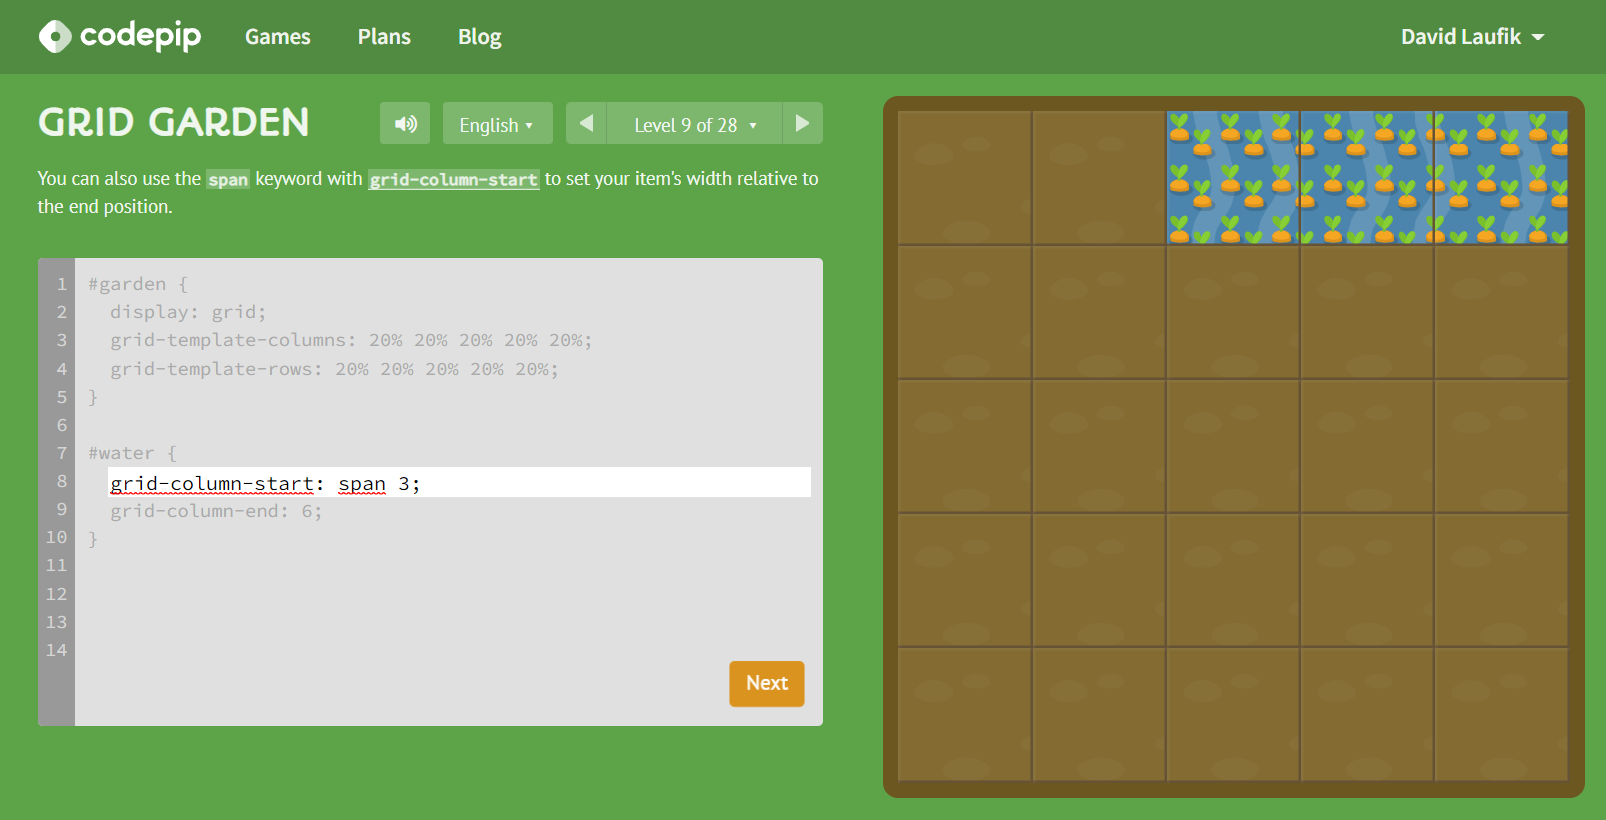 codepip Games Plans Blog David Laufik
GRID GARDEN
English
Level 9 of 28
You can also use the span keyword with grid-column-start to set your item's width relative to
the end position.
1 #garden {
2 display: grid;
3 grid-template-columns: 20% 20% 20% 20% 20%;
4 grid-template-rows: 20% 20% 20% 20% 20%;
5 }
6
7 #water {
8 grid-column-start: span 3;
9 grid-column-end: 6;
10 }
11
12
13
14
Next